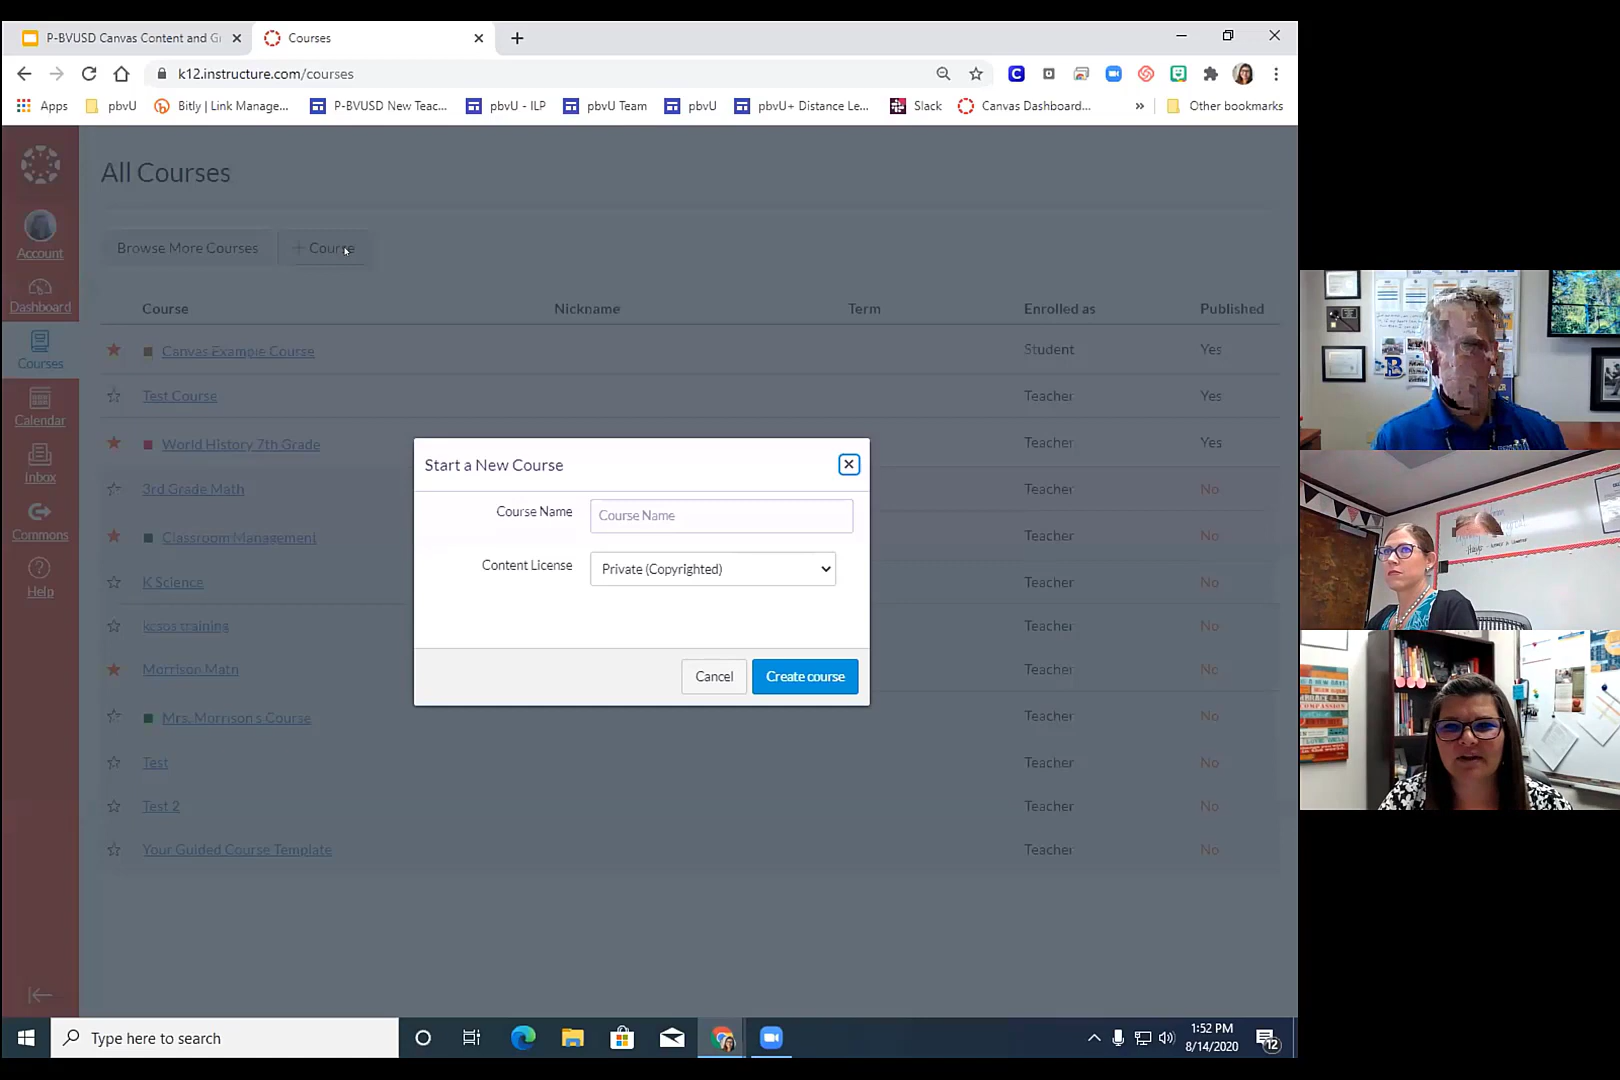 P-BVUSD Canvas Content and Gr
Courses
k12.instructure.com/courses
Apps
pbvU
Bitly | Link Manage...
P-BVUSD New Teac...
pbvU - ILP
pbvU Team
pbvU
pbvU+ Distance Le...
Slack
Canvas Dashboard...
»
Other bookmarks
Account
Dashboard
Courses
Calendar
Inbox
Commons
Help
All Courses
Browse More Courses
+ Course
Course Nickname Term Enrolled as Published
Canvas Example Course Student Yes
Test Course Teacher Yes
World History 7th Grade Teacher Yes
3rd Grade Math Teacher No
Classroom Management Teacher No
K Science Teacher No
kcsos training Teacher No
Morrison Math Teacher No
Mrs. Morrison's Course Teacher No
Test Teacher No
Test 2 Teacher No
Your Guided Course Template Teacher No
Start a New Course
Course Name Course Name
Content License Private (Copyrighted)
Cancel Create course
B
COMPASSION
Type here to search
1:52 PM
8/14/2020
12